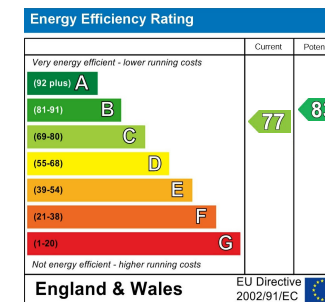 Energy Efficiency Rating
Current
Very energy efficient - lower running costs
(92 plus) A
(81-91) B
(69-80) C
77
(55-68) D
(39-54) E
(21-38) F
(1-20) G
Not energy efficient - higher running costs
England & Wales
EU Directive
2002/91/EC